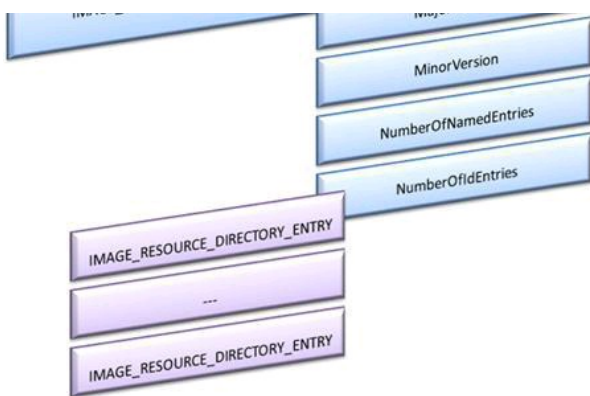 MinorVersion
NumberOfNamedEntries
NumberOfIdEntries
IMAGE_RESOURCE_DIRECTORY_ENTRY
---
IMAGE_RESOURCE_DIRECTORY_ENTRY